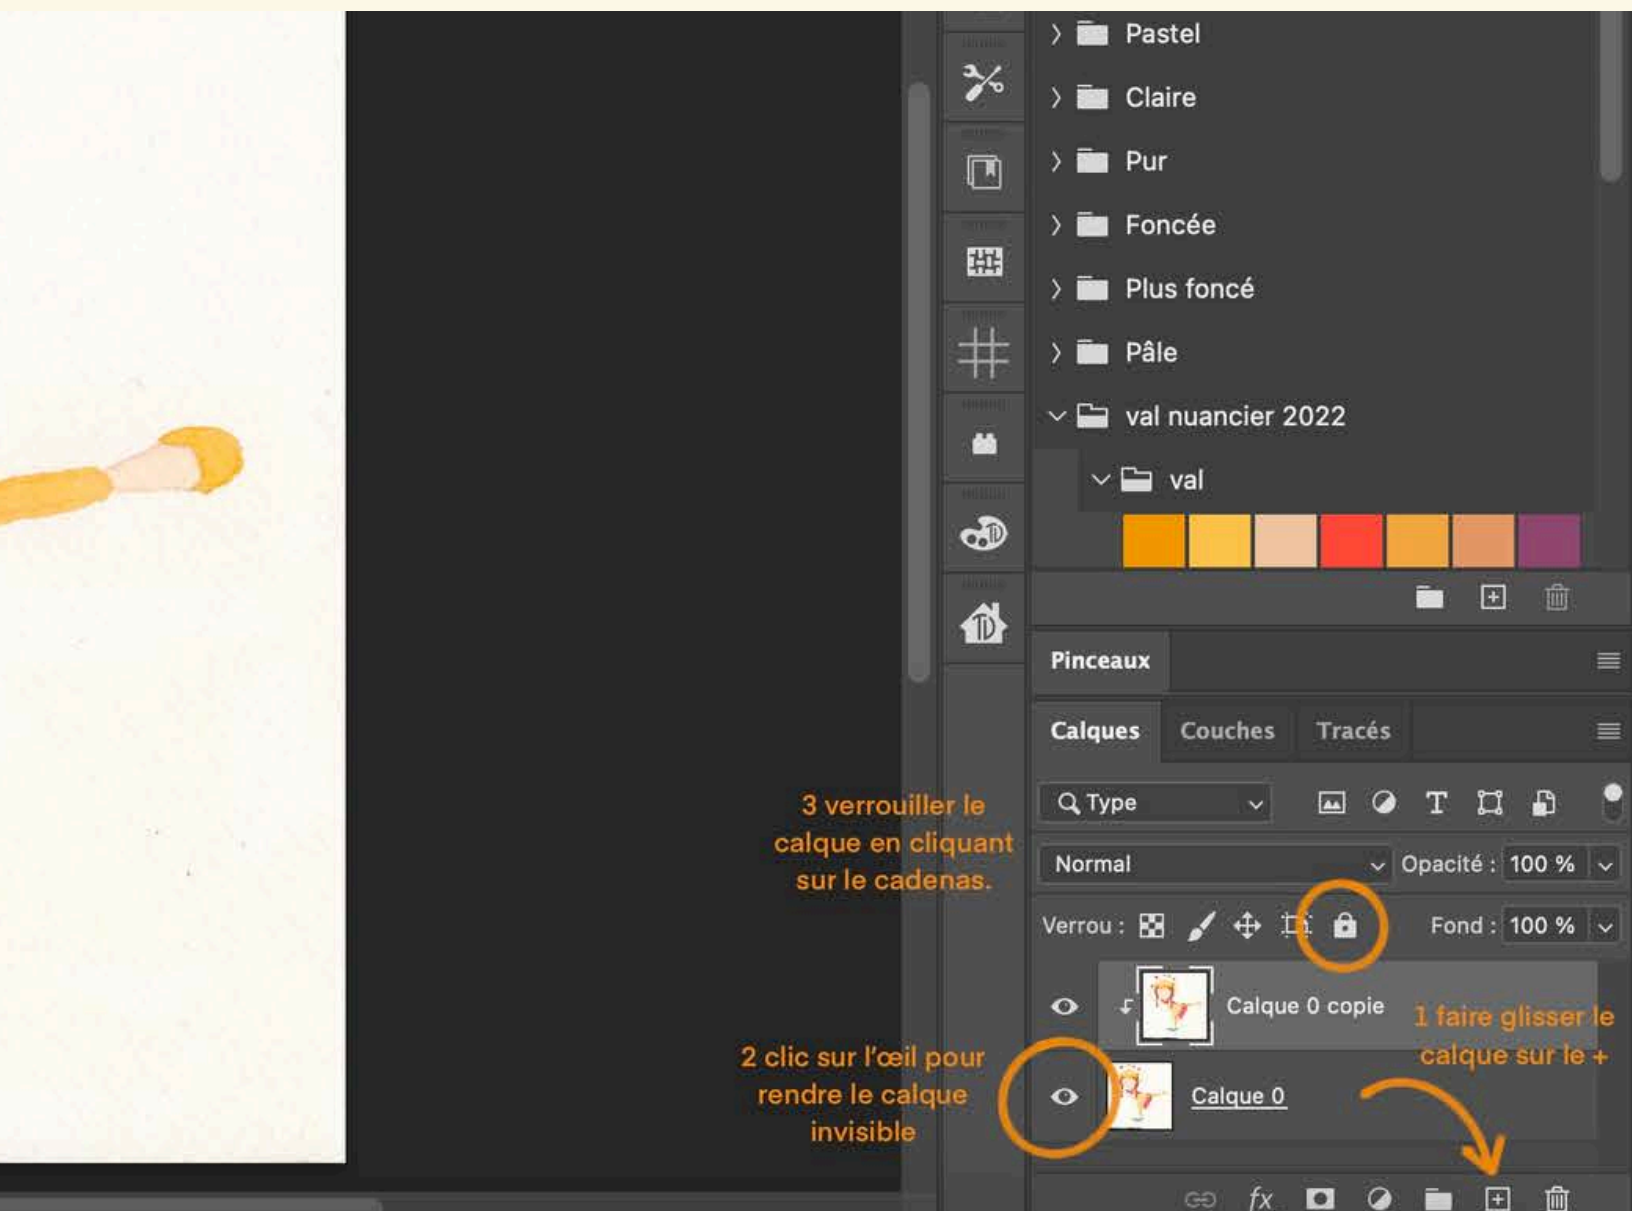 Pastel
Claire
Pur
Foncée
Plus foncé
Pâle
val nuancier 2022
val
Pinceaux
Calques Couches Tracés
Type
Normal Opacité : 100 %
Verrou : Fond : 100 %
3 verrouiller le
calque en cliquant
sur le cadenas.
Calque 0 copie
1 faire glisser le
calque sur le +
2 clic sur l'œil pour
rendre le calque
invisible
Calque 0
fx